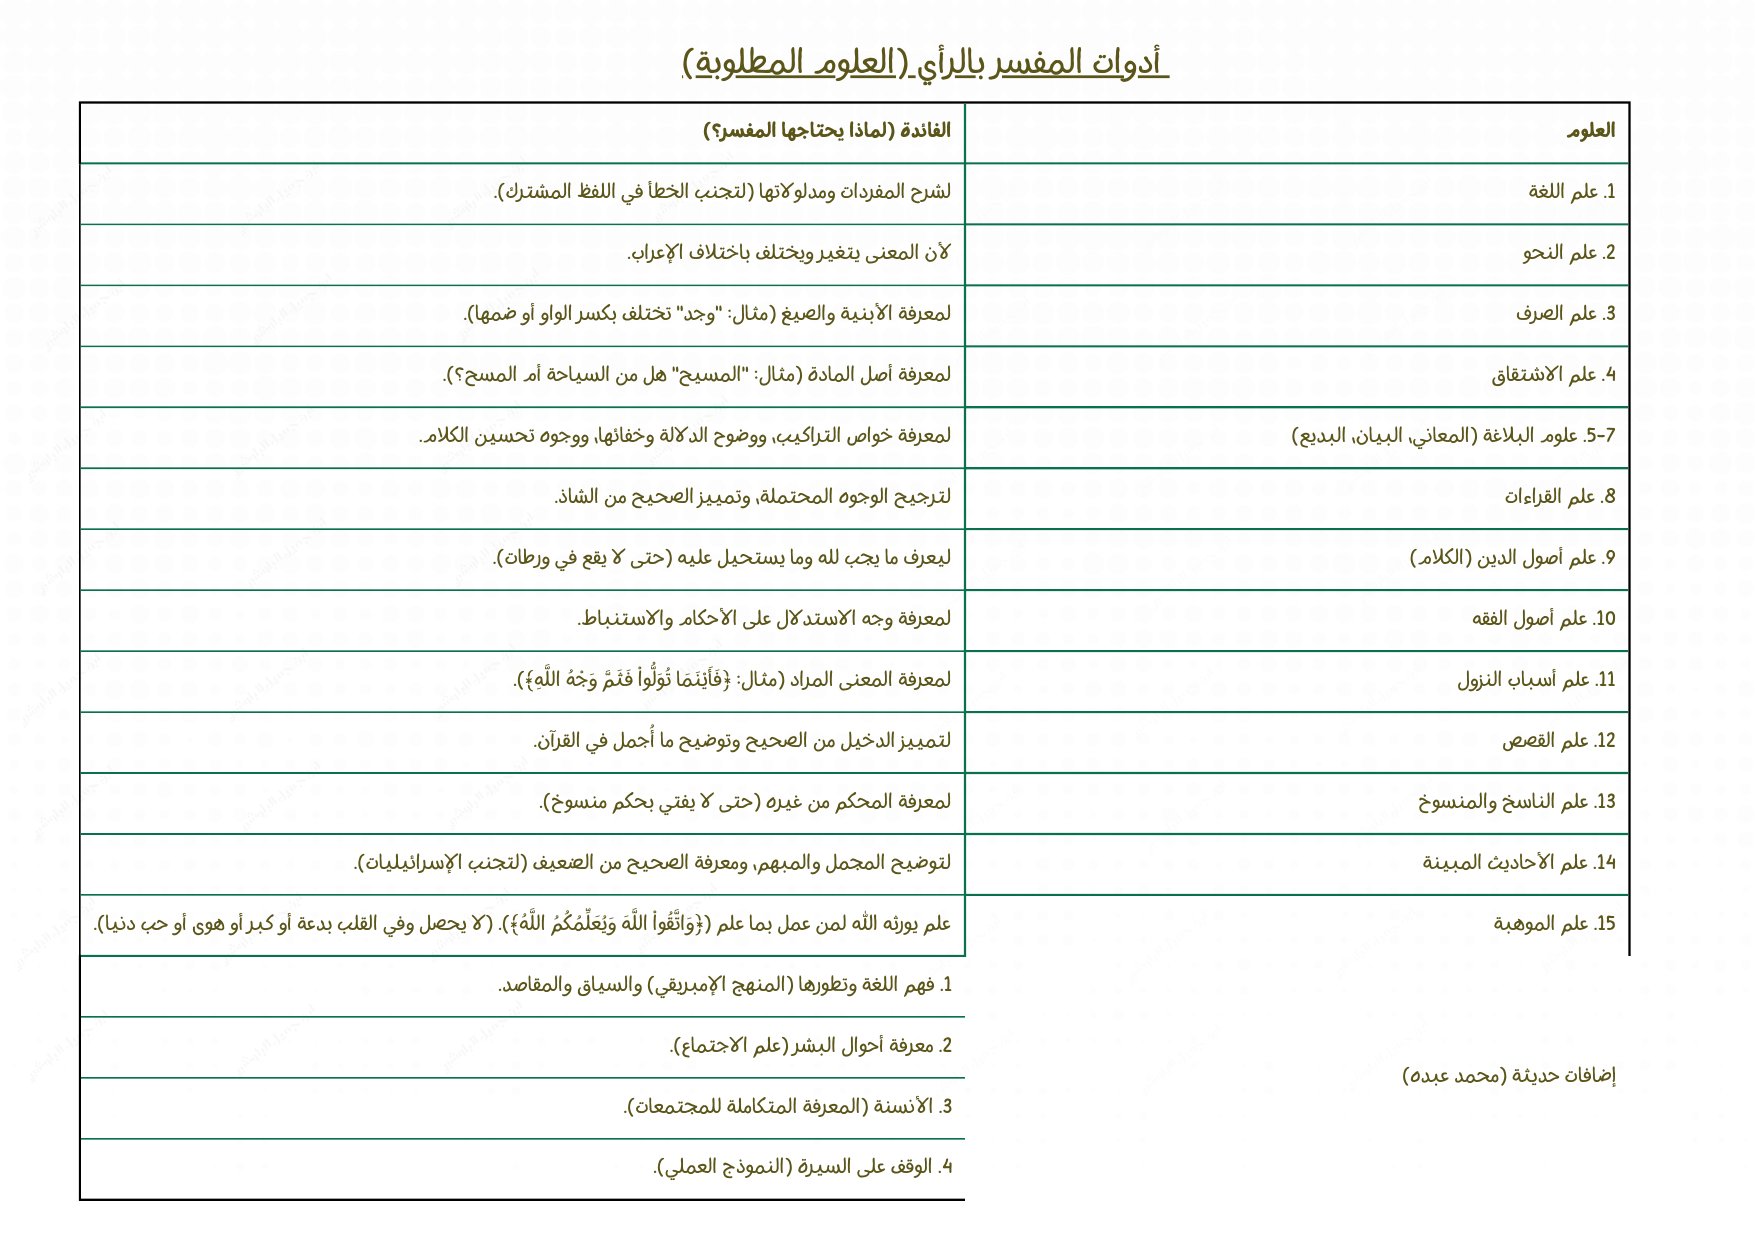 أدوات المفسر بالرأي (العلوم المطلوبة)
العلوم
الفائدة (لماذا يحتاجها المفسر؟)
1. علم اللغة
لشرح المفردات ومدلولاتها (لتجنب الخطأ في اللفظ المشترك).
2. علم النحو
لأن المعنى يتغير ويختلف باختلاف الإعراب.
3. علم الصرف
لمعرفة الأبنية والصيغ (مثال: "وجد" تختلف بكسر الواو أو ضمها).
4. علم الاشتقاق
لمعرفة أصل المادة (مثال: "المسيح" هل من السياحة أم المسح؟).
5-7. علوم البلاغة (المعاني، البيان، البديع)
لمعرفة خواص التراكيب، ووضوح الدلالة وخفائها، ووجوه تحسين الكلام.
8. علم القراءات
لترجيح الوجوه المحتملة، وتمييز الصحيح من الشاذ.
9. علم أصول الدين (الكلام)
ليعرف ما يجب لله وما يستحيل عليه (حتى لا يقع في ورطات).
10. علم أصول الفقه
لمعرفة وجه الاستدلال على الأحكام والاستنباط.
11. علم أسباب النزول
لمعرفة المعنى المراد (مثال: ﴿فَأَيْنَمَا تُوَلُّواْ فَثَمَّ وَجْهُ اللَّهِ﴾).
12. علم القصص
لتمييز الدخيل من الصحيح وتوضيح ما أُجمل في القرآن.
13. علم الناسخ والمنسوخ
لمعرفة المحكم من غيره (حتى لا يفتي بحكم منسوخ).
14. علم الأحاديث المبينة
لتوضيح المجمل والمبهم، ومعرفة الصحيح من الضعيف (لتجنب الإسرائيليات).
15. علم الموهبة
علم يورثه الله لمن عمل بما علم (﴿وَاتَّقُواْ اللَّهَ وَيُعَلِّمُكُمُ اللَّهُ﴾). (لا يحصل وفي القلب بدعة أو كبر أو هوى أو حب دنيا).
إضافات حديثة (محمد عبده)
1. فهم اللغة وتطورها (المنهج الإمبريقي) والسياق والمقاصد.
2. معرفة أحوال البشر (علم الاجتماع).
3. الأنسنة (المعرفة المتكاملة للمجتمعات).
4. الوقف على السيرة (النموذج العملي).